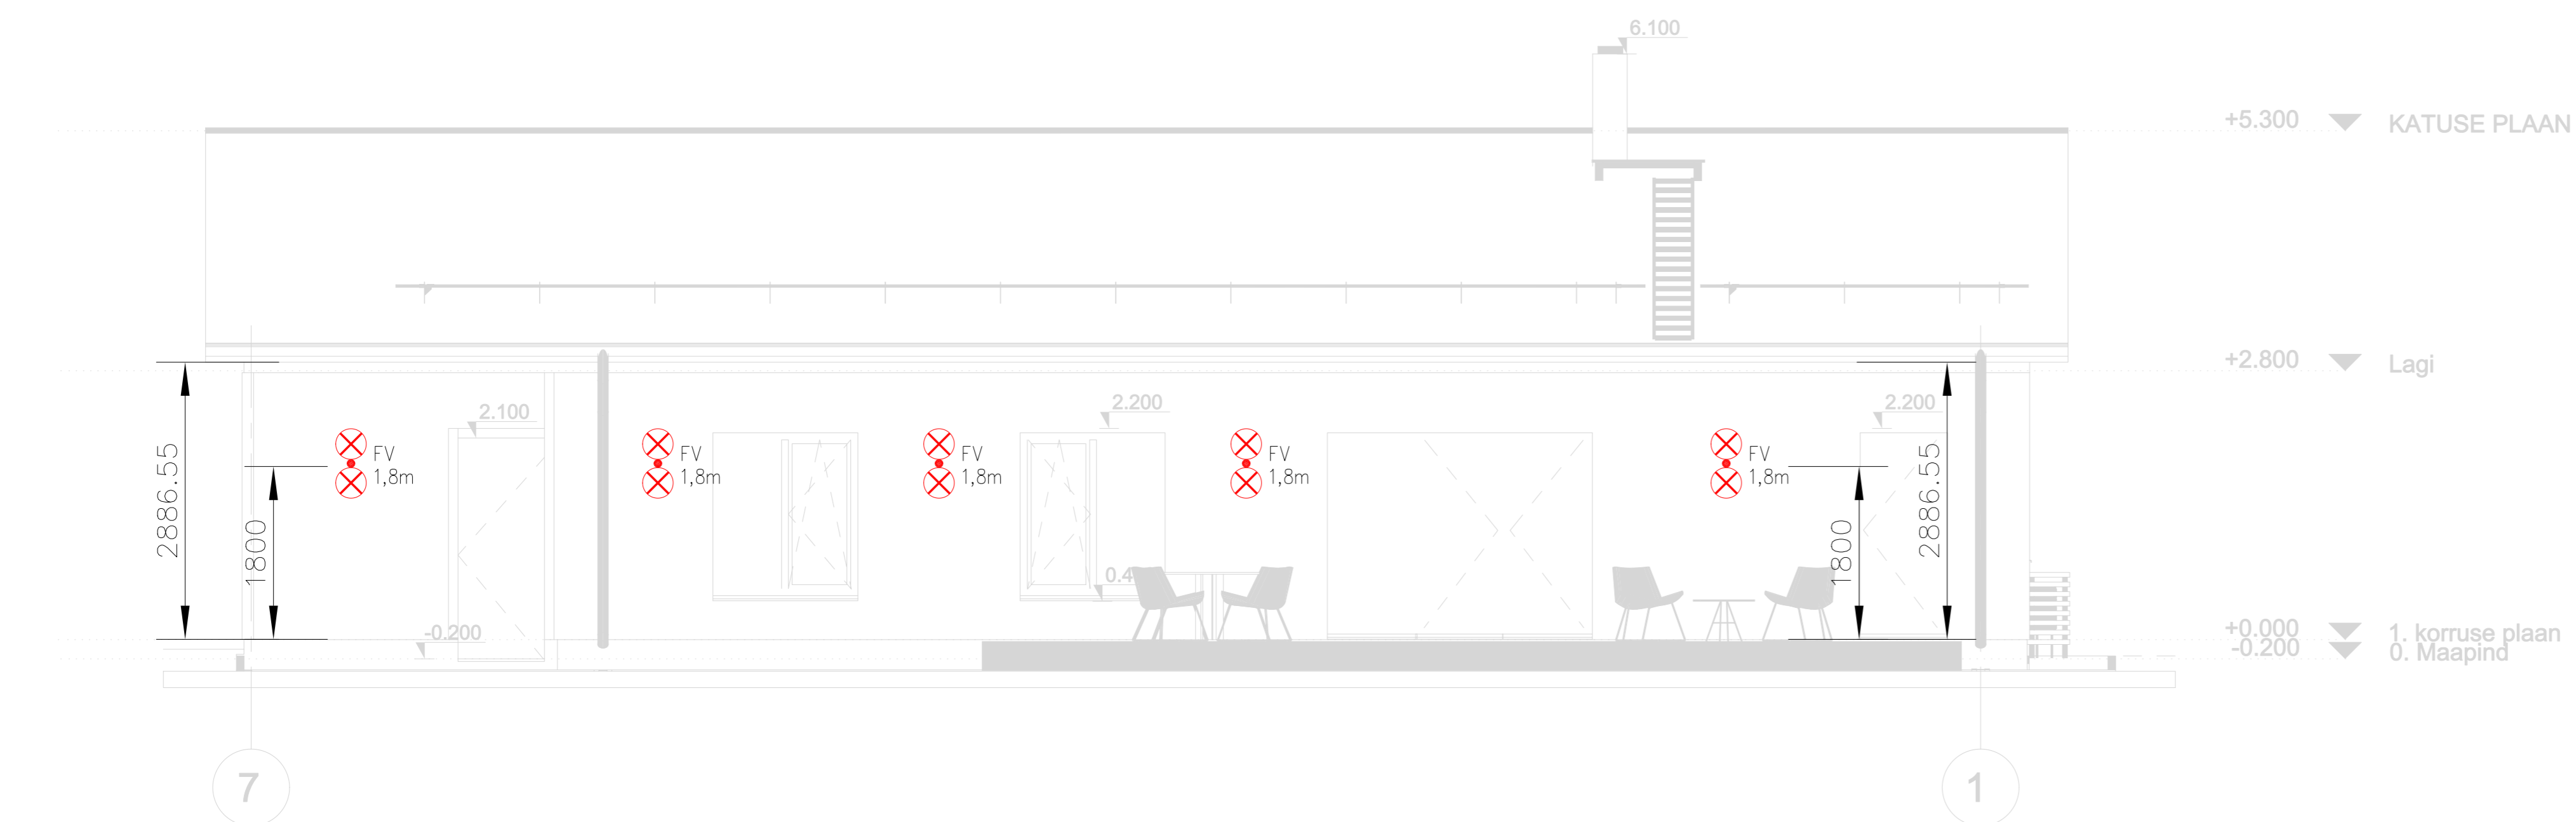 6.100
+5.300 KATUSE PLAAN
+2.800 Lagi
2.100
2.200
2.200
FV
1,8m
FV
1,8m
FV
1,8m
FV
1,8m
FV
1,8m
2886.55
1800
1800
2886.55
-0.200
+0.000 1. korruse plaan
-0.200 0. Maapind
7
1